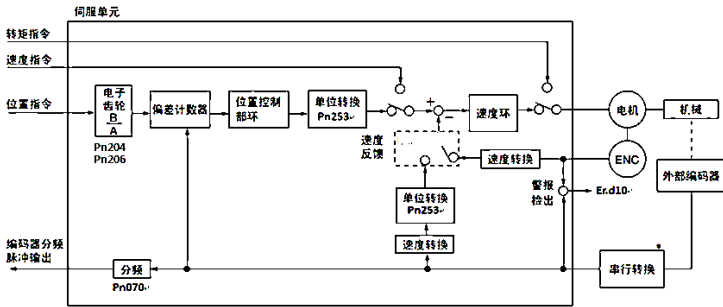 伺服单元
转矩指令
速度指令
位置指令
电子
齿轮
B
A
Pn204
Pn206
偏差计数器
位置控制
部环
单位转换
Pn253
+
−
速度环
电机
机械
速度
反馈
速度转换
ENC
外部编码器
警报
检出
Er.d10
单位转换
Pn253
速度转换
编码器分频
脉冲输出
分频
Pn070
串行转换